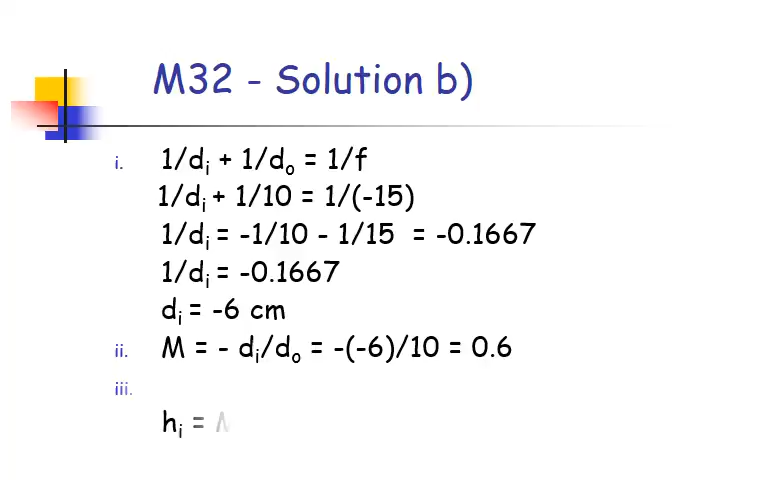 M32 - Solution b)
i. 1/dᵢ + 1/dₒ = 1/f
1/dᵢ + 1/10 = 1/(-15)
1/dᵢ = -1/10 - 1/15 = -0.1667
1/dᵢ = -0.1667
dᵢ = -6 cm
ii. M = - dᵢ/dₒ = -(-6)/10 = 0.6
iii.
hᵢ =